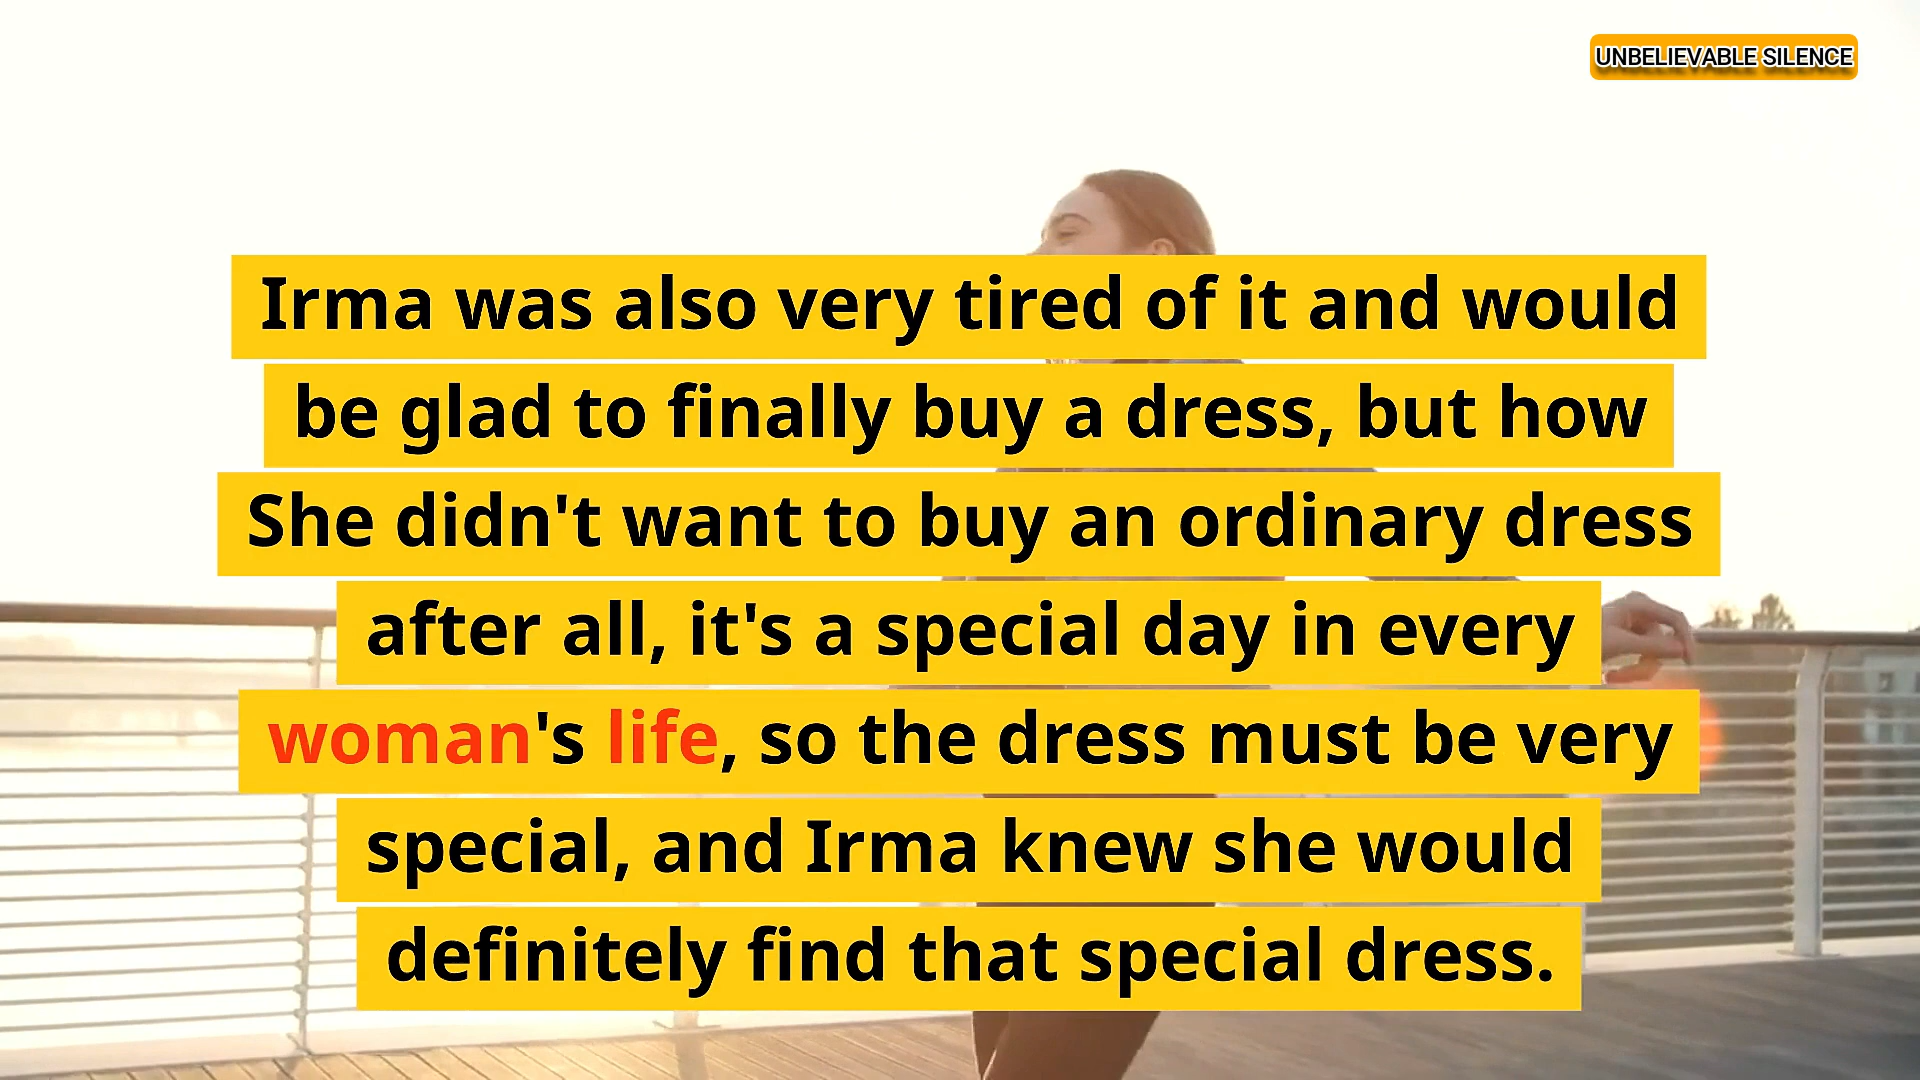 UNBELIEVABLE SILENCE
Irma was also very tired of it and would
be glad to finally buy a dress, but how
She didn't want to buy an ordinary dress
after all, it's a special day in every
woman's life, so the dress must be very
special, and Irma knew she would
definitely find that special dress.